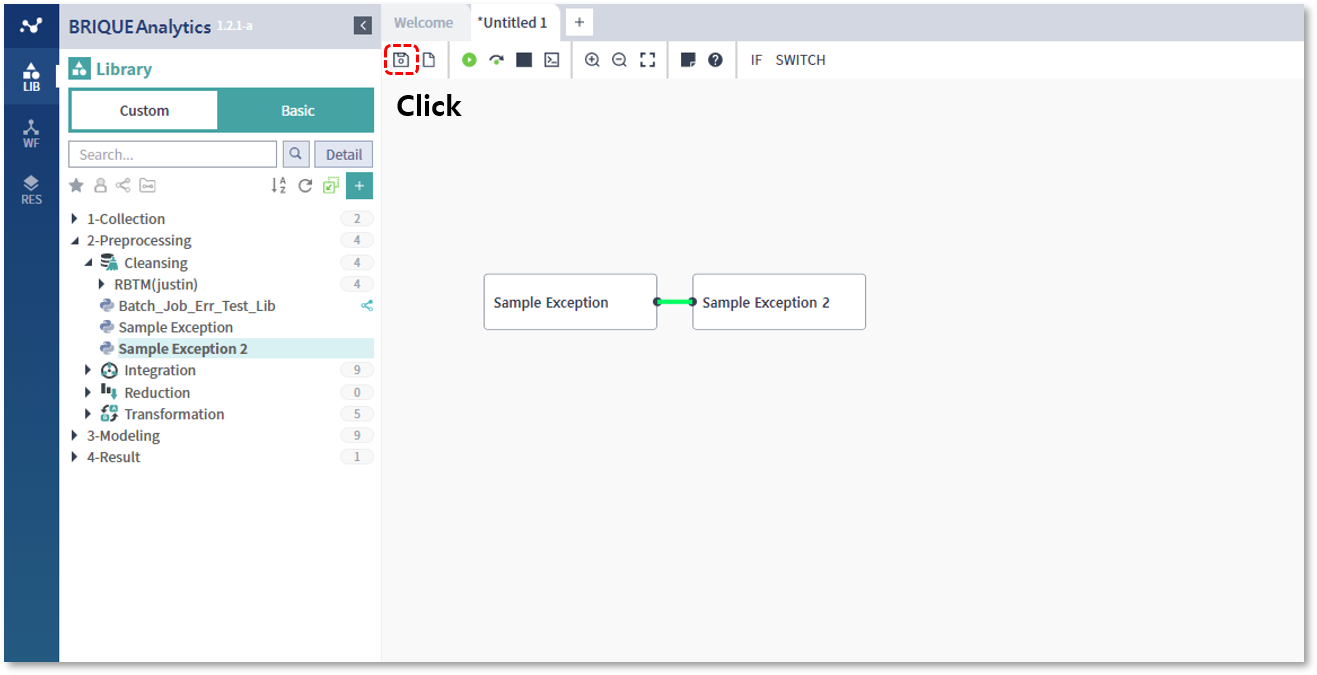 BRIQUEAnalytics 1.2.1-a
Welcome
*Untitled 1
+
LIB
WF
RES
Library
Custom
Basic
Search...
Detail
IF SWITCH
Click
1-Collection 2
2-Preprocessing 4
Cleansing 4
RBTM(justin) 4
Batch_Job_Err_Test_Lib
Sample Exception
Sample Exception 2
Integration 9
Reduction 0
Transformation 5
3-Modeling 9
4-Result 1
Sample Exception
Sample Exception 2